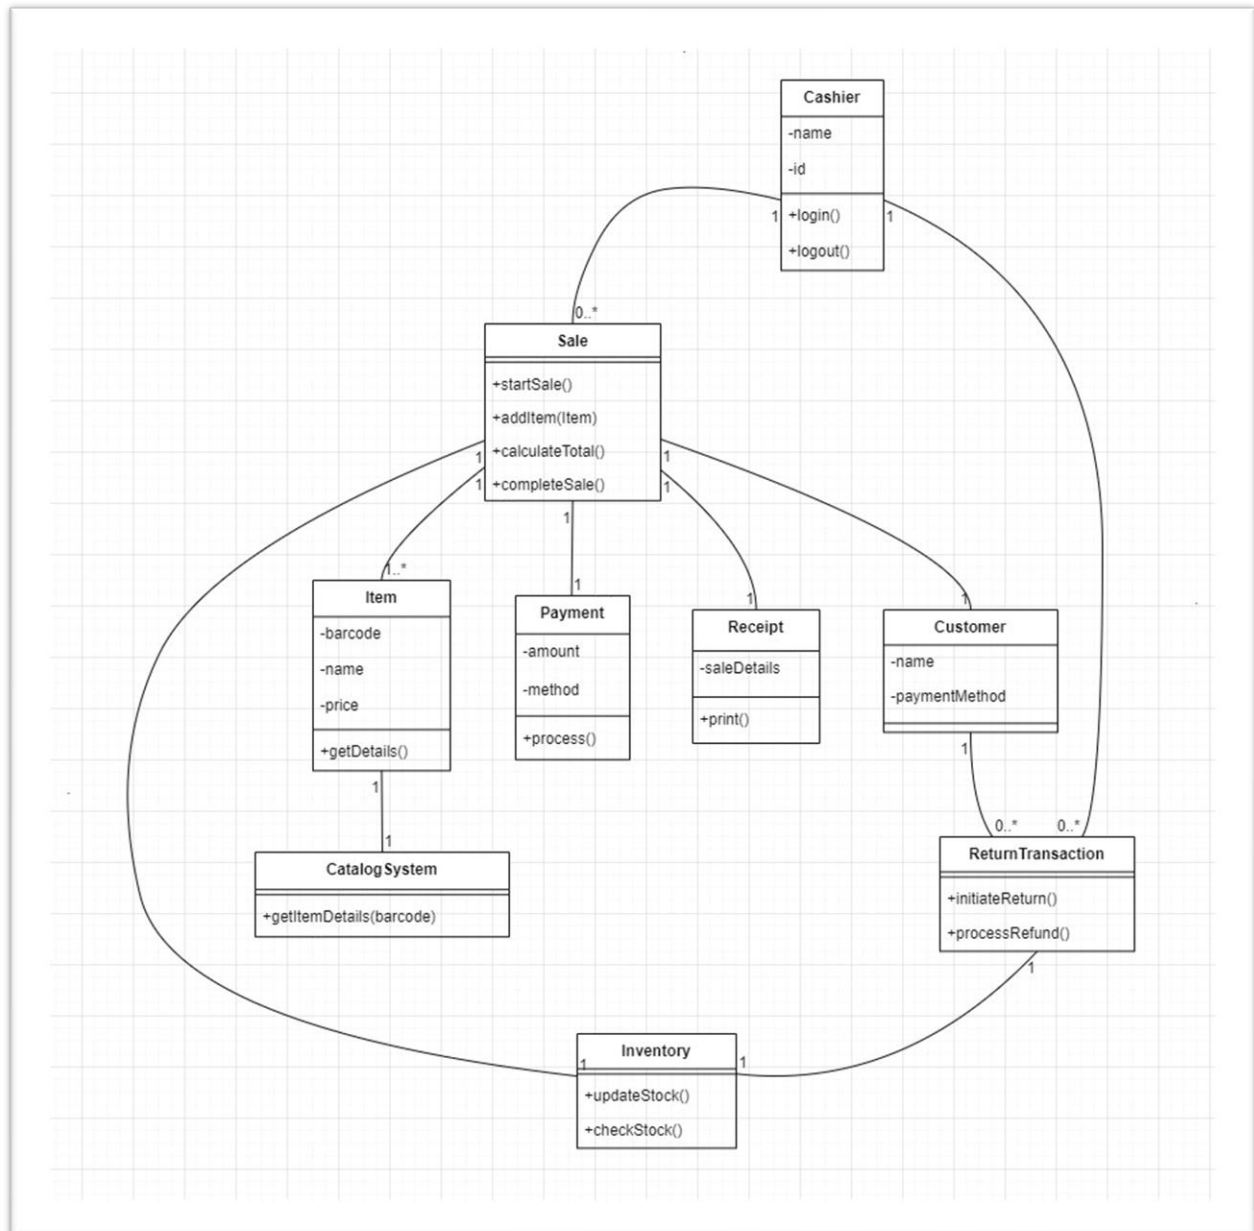 Cashier
-name
-id
+login()
+logout()
1
1
0..*
Sale
+startSale()
+addItem(Item)
+calculateTotal()
+completeSale()
1
1
1
1
1
1..*
1
1
1
Item
-barcode
-name
-price
+getDetails()
Payment
-amount
-method
+process()
Receipt
-saleDetails
+print()
Customer
-name
-paymentMethod
1
1
1
0..*
0..*
CatalogSystem
+getItemDetails(barcode)
ReturnTransaction
+initiateReturn()
+processRefund()
1
1
1
Inventory
+updateStock()
+checkStock()